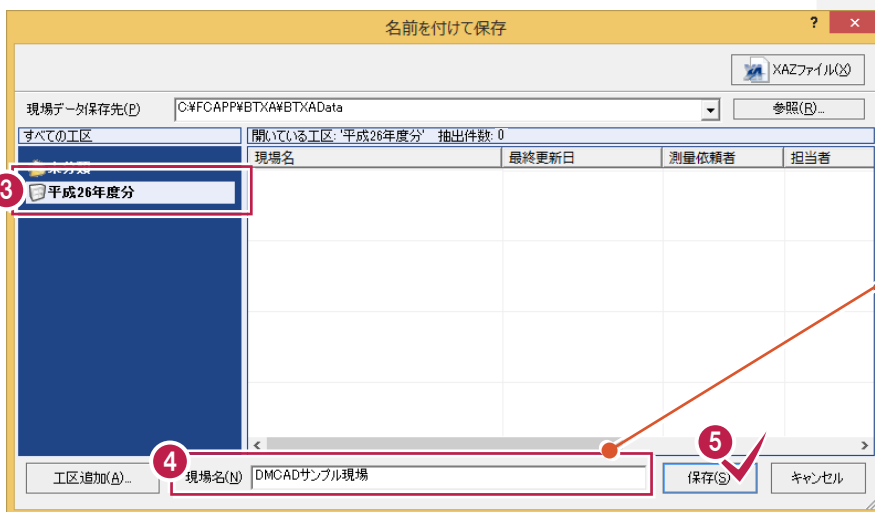 名前を付けて保存
? ×
XAZファイル(X)
現場データ保存先(P) C:¥FCAPP¥BTXA¥BTXAData 参照(R)...
すべての工区 開いている工区: '平成26年度分' 抽出件数: 0
現場名 最終更新日 測量依頼者 担当者
未分類
3 平成26年度分
4 5
工区追加(A)... 現場名(N) DMCADサンプル現場 保存(S) キャンセル